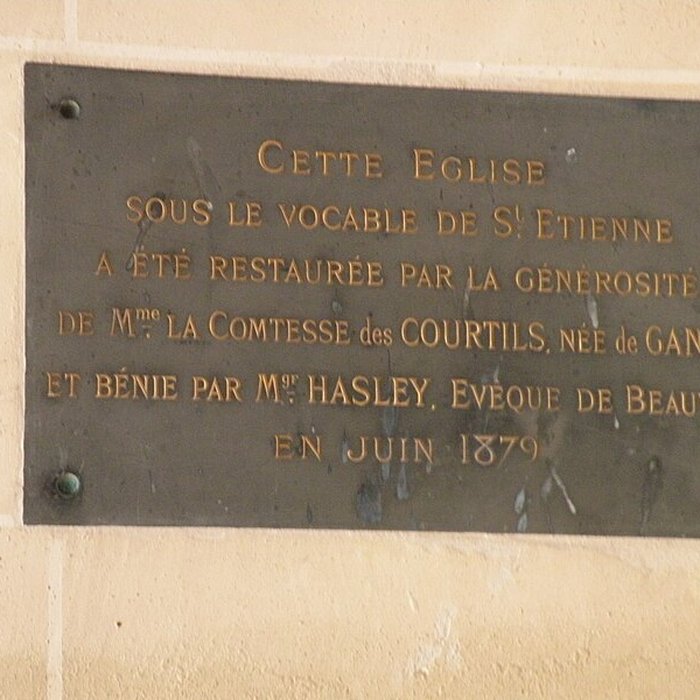 CETTE EGLISE
SOUS LE VOCABLE DE St. ETIENNE
A ÉTÉ RESTAURÉE PAR LA GÉNÉROSITÉ
DE Mme LA COMTESSE des COURTILS, NÉE de GAN
ET BÉNIE PAR Mgr HASLEY, EVÊQUE DE BEAU
EN JUIN 1879